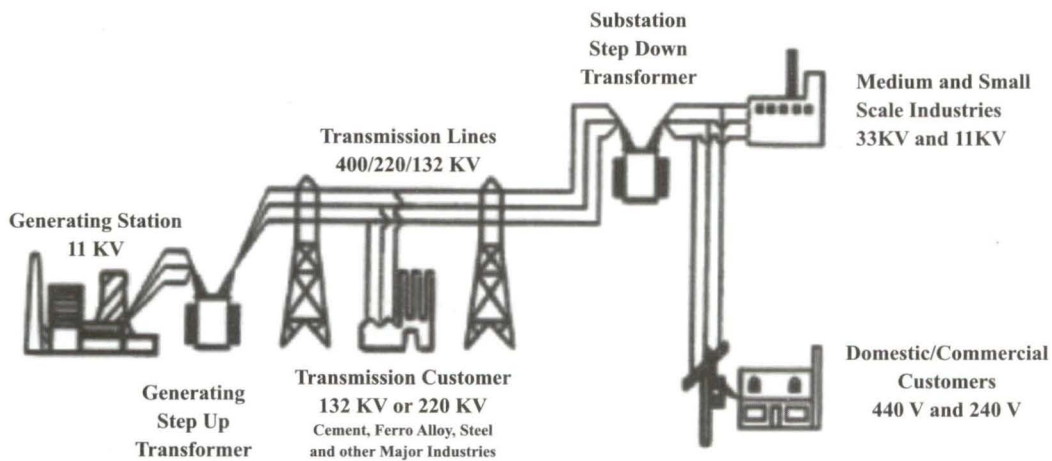 Substation
Step Down
Transformer
Medium and Small
Scale Industries
33KV and 11KV
Transmission Lines
400/220/132 KV
Generating Station
11 KV
Generating
Step Up
Transformer
Transmission Customer
132 KV or 220 KV
Cement, Ferro Alloy, Steel
and other Major Industries
Domestic/Commercial
Customers
440 V and 240 V